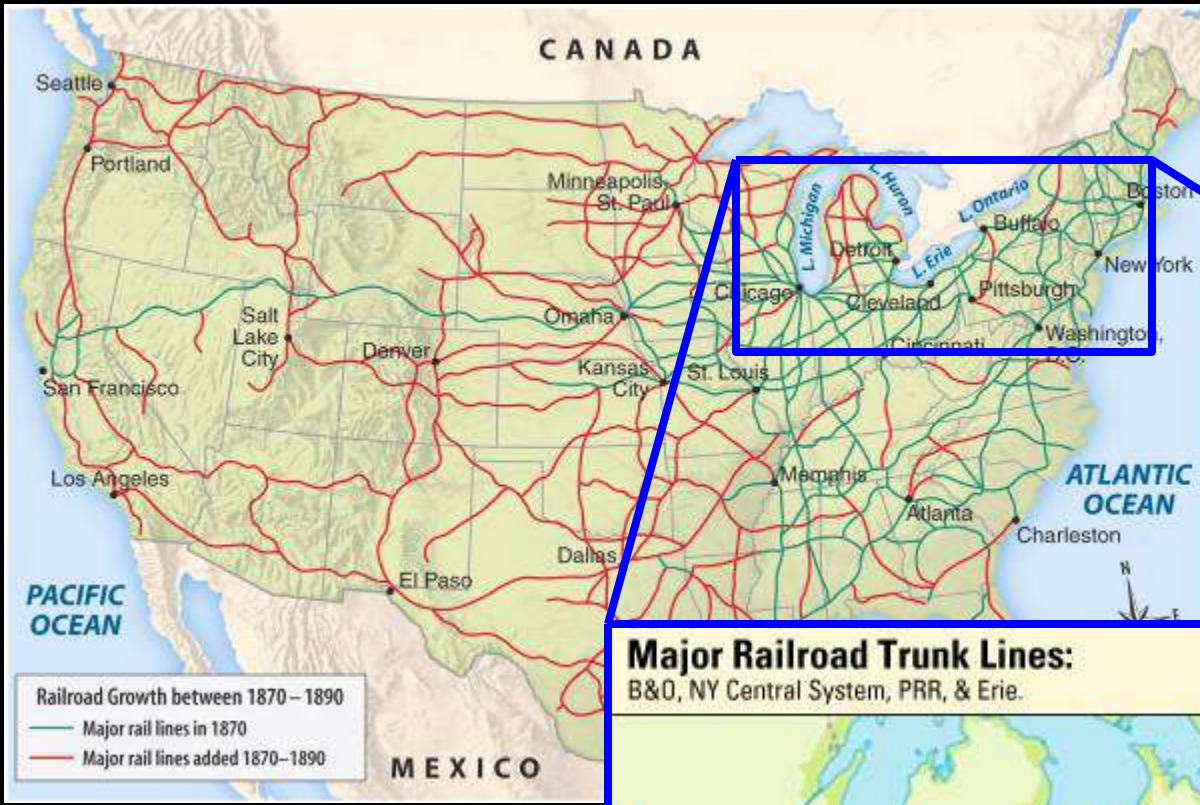 CANADA
Seattle
Portland
Minneapolis-
St. Paul
L. Michigan
L. Huron
L. Ontario
Boston
Buffalo
Detroit
L. Erie
New York
Chicago
Cleveland
Pittsburgh
Salt
Lake
City
Omaha
Washington,
D.C.
Cincinnati
Denver
Kansas
City
St. Louis
San Francisco
Los Angeles
Memphis
ATLANTIC
OCEAN
Atlanta
Charleston
Dallas
El Paso
N
E
PACIFIC
OCEAN
Railroad Growth between 1870 – 1890
Major rail lines in 1870
Major rail lines added 1870–1890
MEXICO
Major Railroad Trunk Lines:
B&O, NY Central System, PRR, & Erie.